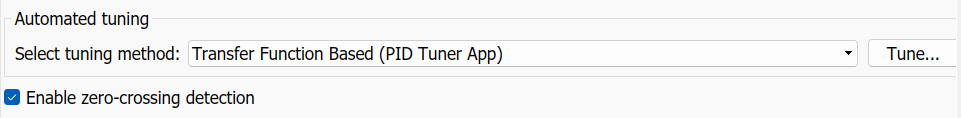 Automated tuning
Select tuning method: Transfer Function Based (PID Tuner App) Tune...
Enable zero-crossing detection